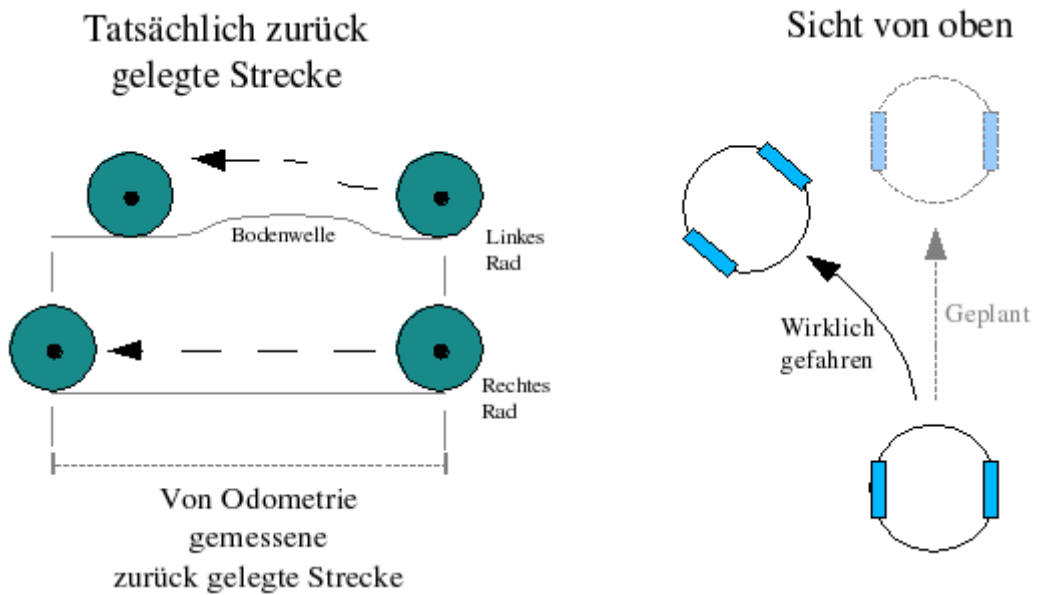 Tatsächlich zurück
gelegte Strecke
Bodenwelle
Linkes
Rad
Rechtes
Rad
Von Odometrie
gemessene
zurück gelegte Strecke
Sicht von oben
Geplant
Wirklich
gefahren